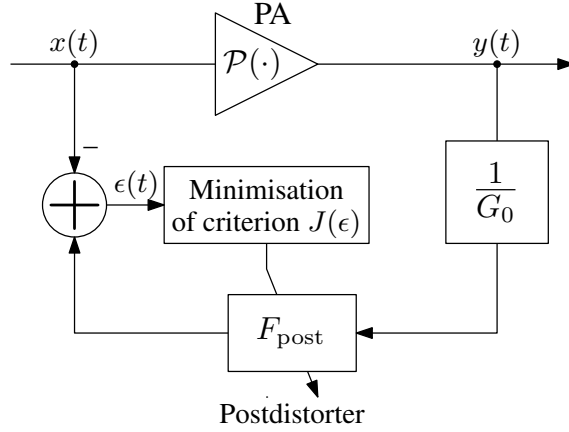 PA
x(t)
y(t)
𝒫(·)
−
ϵ(t)
Minimisation
of criterion J(ϵ)
1
G₀
F_post
Postdistorter